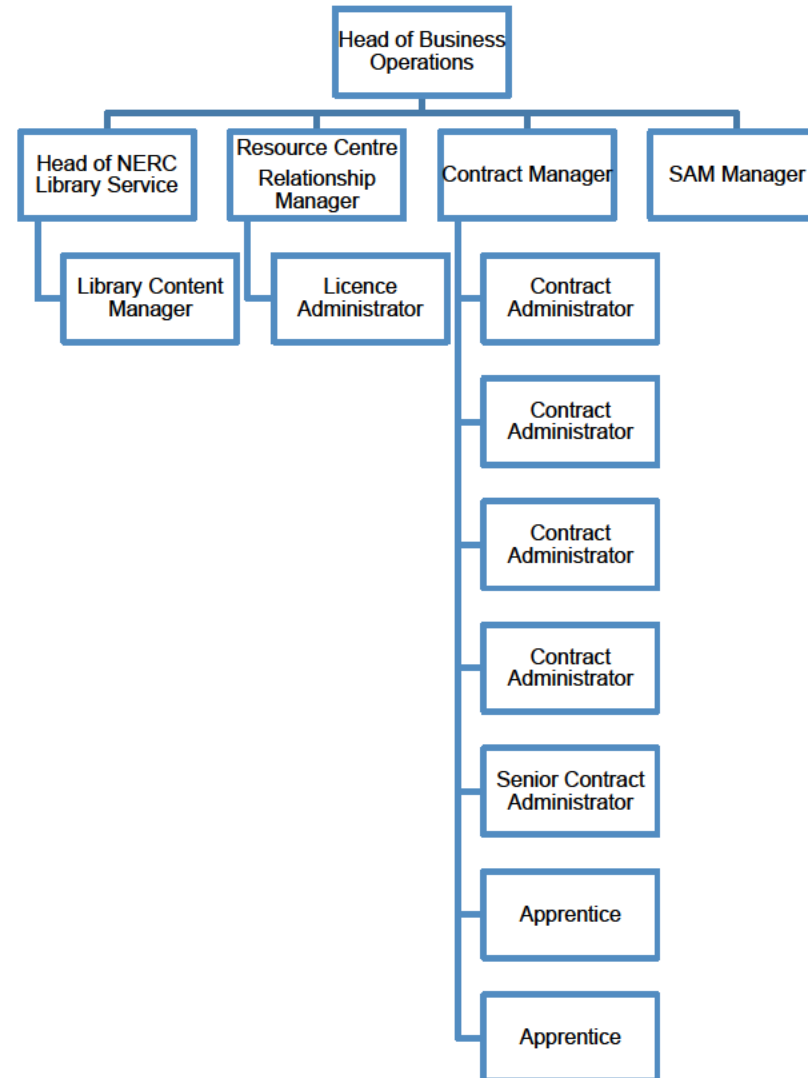 Head of Business
Operations
Head of NERC
Library Service
Resource Centre
Relationship
Manager
Contract Manager
SAM Manager
Library Content
Manager
Licence
Administrator
Contract
Administrator
Contract
Administrator
Contract
Administrator
Contract
Administrator
Senior Contract
Administrator
Apprentice
Apprentice